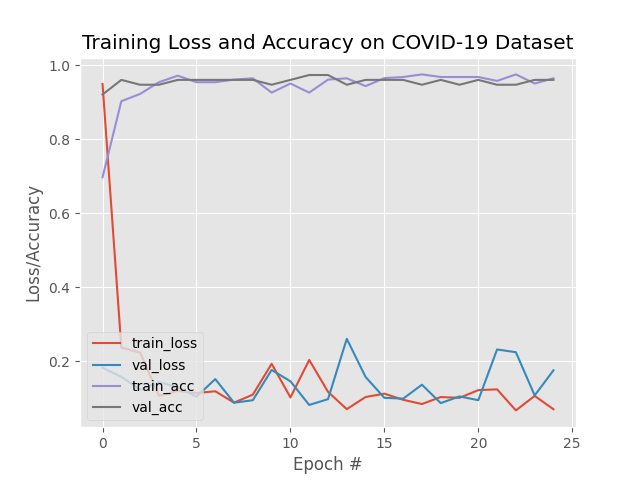 Training Loss and Accuracy on COVID-19 Dataset
Loss/Accuracy
1.0
0.8
0.6
0.4
0.2
train_loss
val_loss
train_acc
val_acc
0 5 10 15 20 25
Epoch #